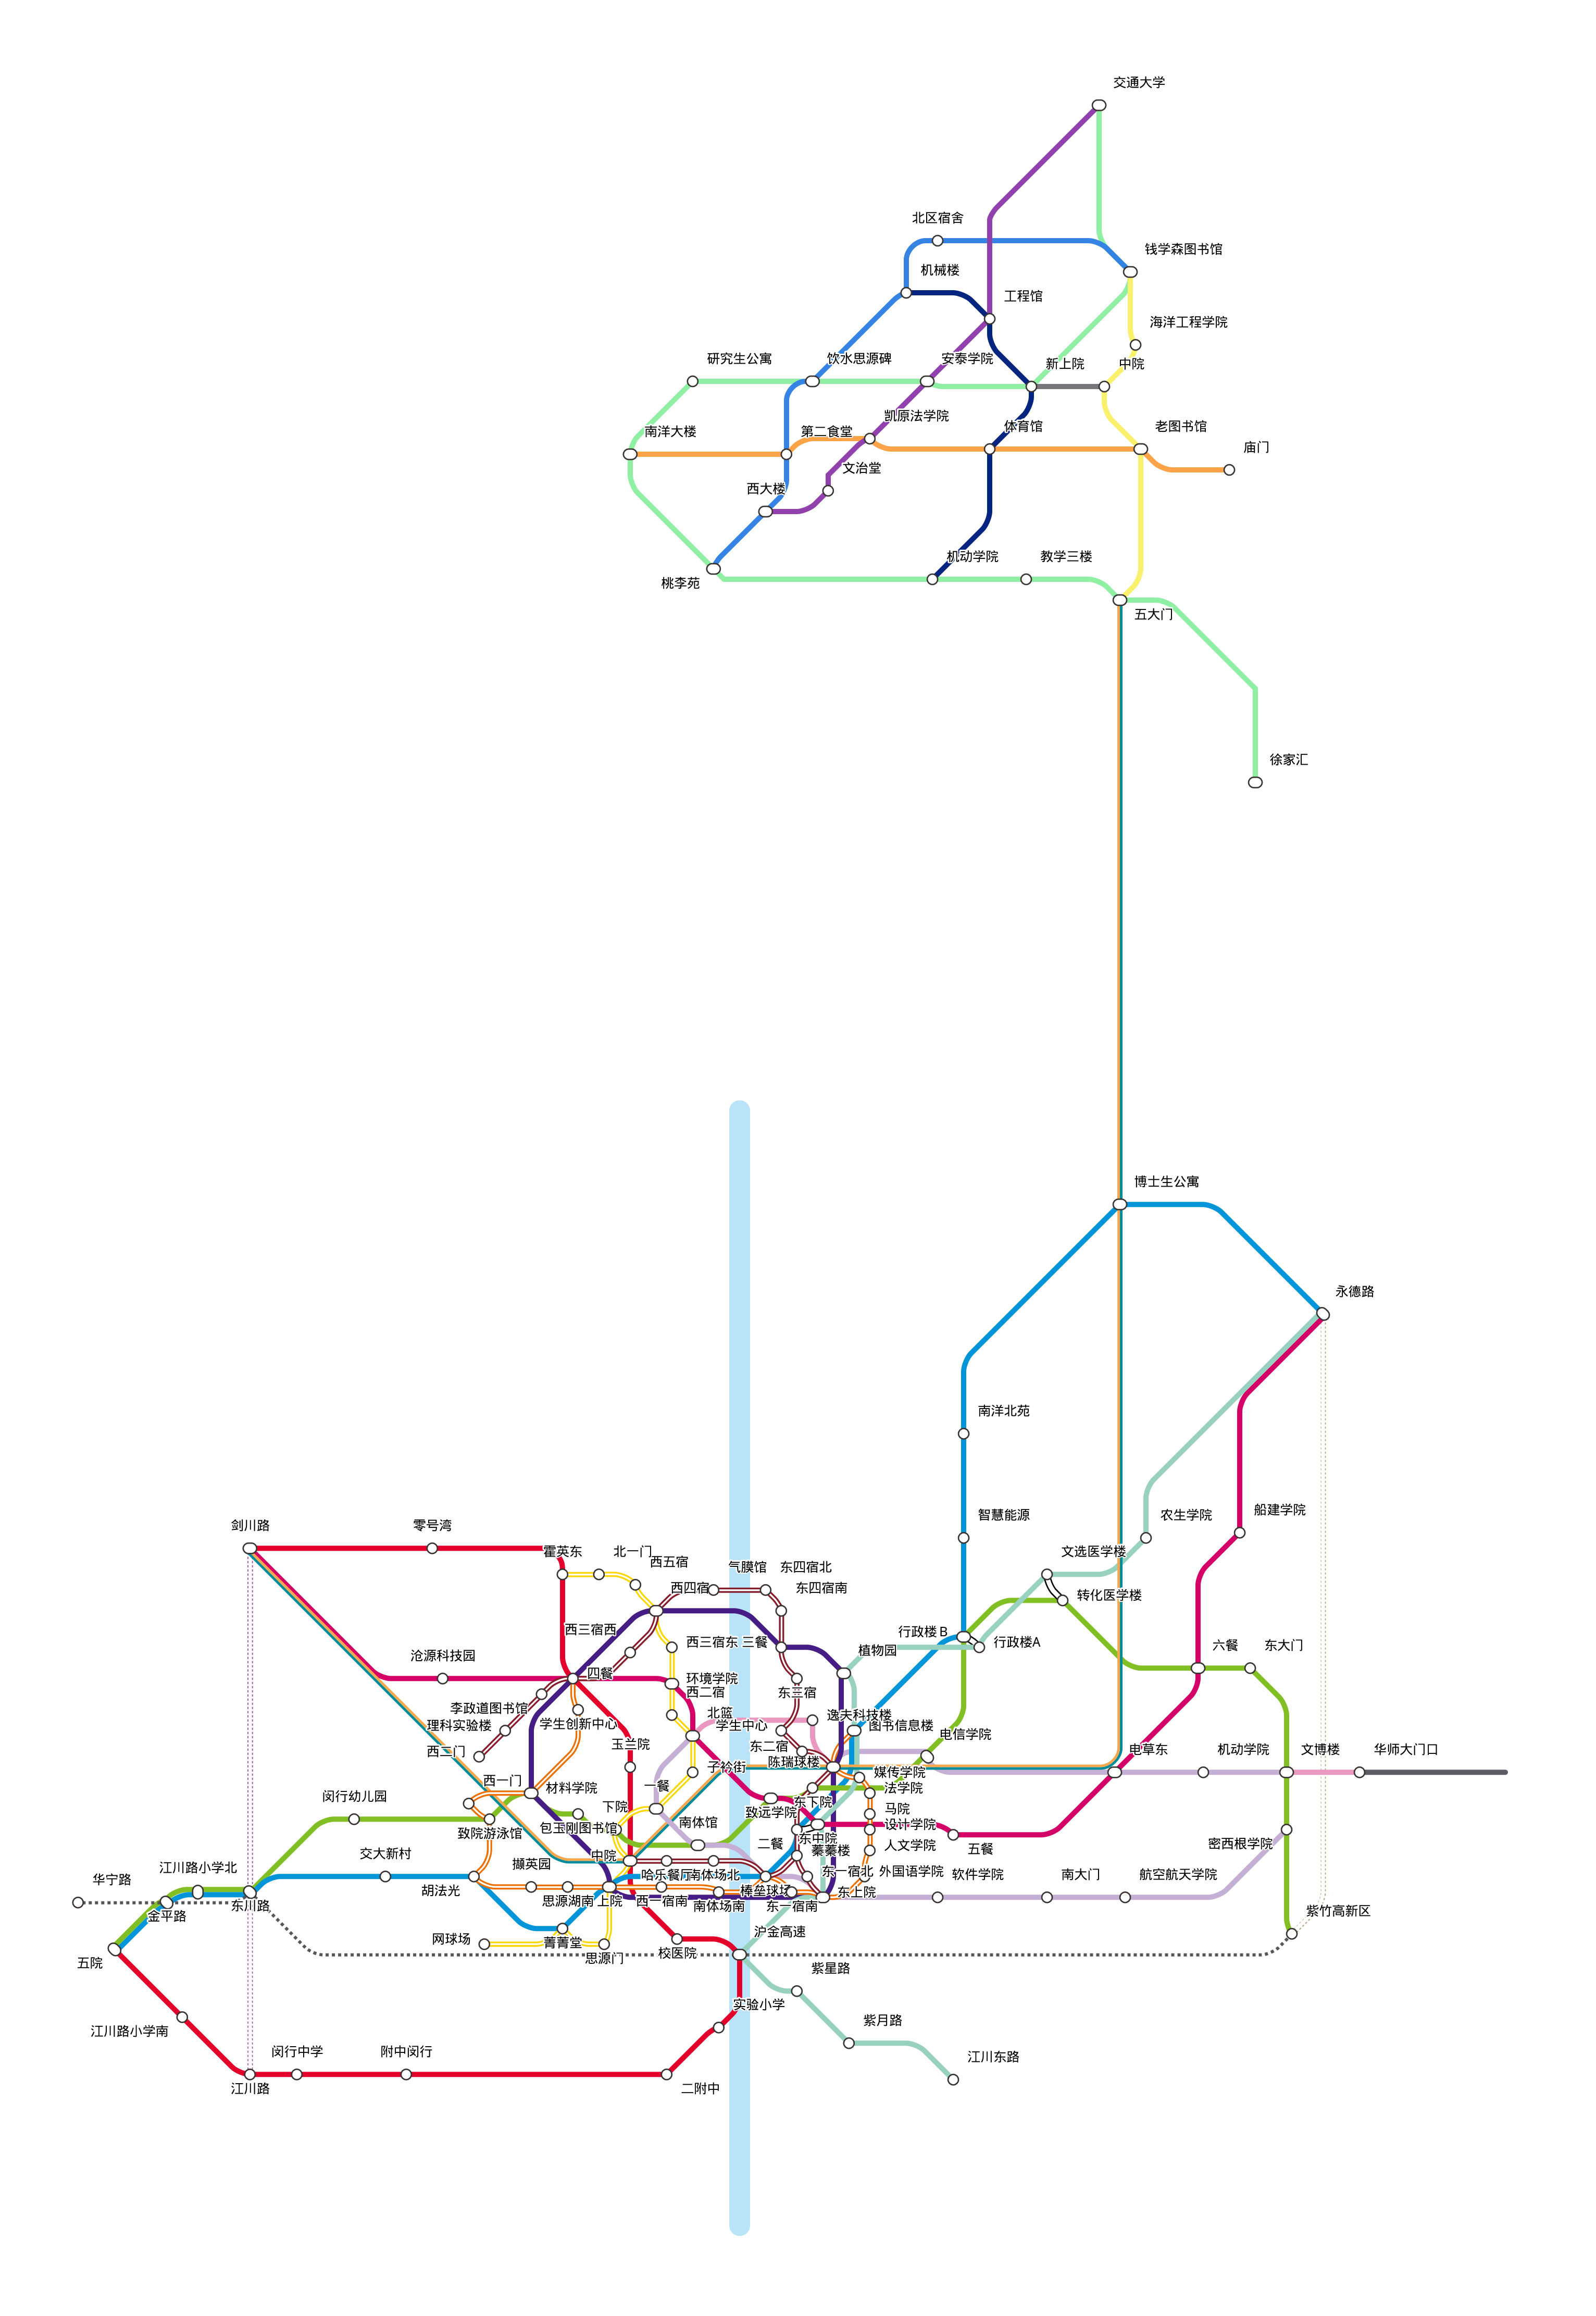 交通大学
北区宿舍
钱学森图书馆
机械楼
工程馆
海洋工程学院
研究生公寓
饮水思源碑
安泰学院
新上院
中院
凯原法学院
南洋大楼
第二食堂
体育馆
老图书馆
庙门
文治堂
西大楼
机动学院
教学三楼
桃李苑
五大门
徐家汇
博士生公寓
永德路
南洋北苑
船建学院
智慧能源
农生学院
剑川路
零号湾
霍英东
北一门
西五宿
文选医学楼
气膜馆
东四宿北
西四宿
东四宿南
转化医学楼
西三宿西
行政楼B
西三宿东
三餐
行政楼A
六餐
东大门
植物园
沧源科技园
四餐
环境学院
西二宿
东三宿
李政道图书馆
北篮
逸夫科技楼
理科实验楼
学生创新中心
学生中心
图书信息楼
电信学院
玉兰院
东二宿
西二门
陈瑞球楼
电草东
机动学院
文博楼
华师大门口
子衿街
媒传学院
西一门
材料学院
一餐
法学院
闵行幼儿园
东下院
下院
致远学院
马院
南体馆
设计学院
包玉刚图书馆
致院游泳馆
东中院
二餐
人文学院
密西根学院
五餐
蓁蓁楼
交大新村
中院
江川路小学北
撷英园
东一宿北
外国语学院
哈乐餐厅
南体场北
软件学院
南大门
航空航天学院
华宁路
胡法光
棒垒球场
东上院
思源湖南
上院
西一宿南
南体场南
东一宿南
东川路
金平路
紫竹高新区
沪金高速
网球场
菁菁堂
校医院
思源门
五院
紫星路
实验小学
紫月路
江川路小学南
闵行中学
附中闵行
江川东路
江川路
二附中